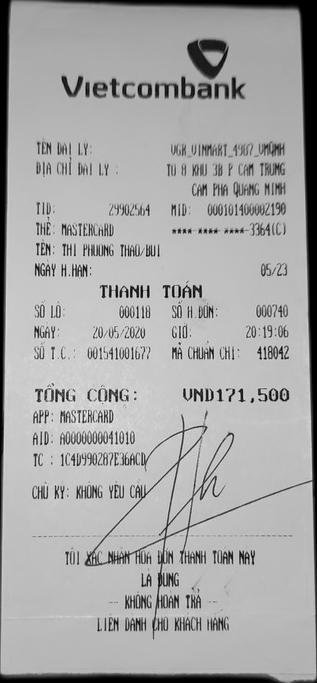 Vietcombank
TÊN ĐẠI LÝ: VGR_VINMART_4987_VMQNH
ĐỊA CHỈ ĐẠI LÝ : TO 8 KHU 3B P CAM TRUNG
CAM PHA QUANG NINH
TID: 29902564 MID: 000101400002190
THẺ: MASTERCARD **** **** **** 3364(C)
TÊN: THI PHUONG THAO/BUI
NGÀY H.HẠN: 05/23
THANH TOÁN
SỐ LÔ: 000118 SỐ H.ĐƠN: 000740
NGÀY: 20/05/2020 GIỜ: 20:19:06
SỐ T.C.: 001541001677 MÃ CHUẨN CHI: 418042
TỔNG CỘNG: VND171,500
APP: MASTERCARD
AID: A0000000041010
TC : 1C4D990287E36ACD
CHỮ KÝ: KHÔNG YÊU CẦU
TÔI XÁC NHẬN HÓA ĐƠN THANH TOÁN NÀY
LÀ ĐÚNG
-- KHÔNG HOÀN TRẢ --
LIÊN DÀNH CHO KHÁCH HÀNG